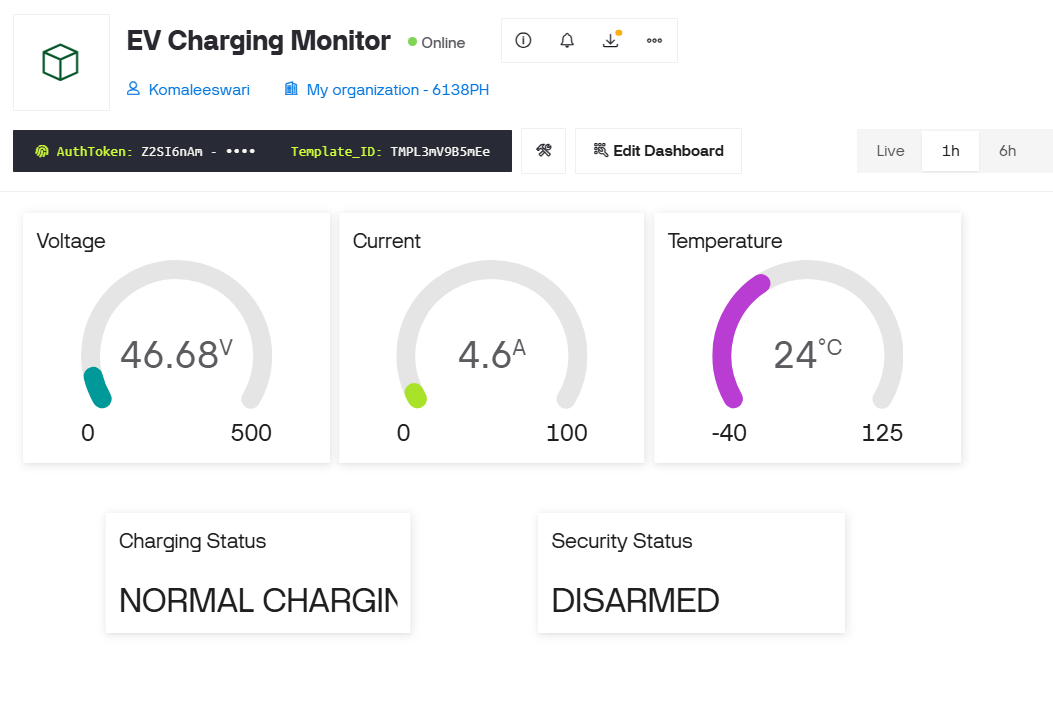 EV Charging Monitor
Online
Komaleeswari
My organization - 6138PH
AuthToken: Z2SI6nAm - ••••
Template_ID: TMPL3mV9B5mEe
Edit Dashboard
Live
1h
6h
Voltage
46.68V
0
500
Current
4.6A
0
100
Temperature
24°C
-40
125
Charging Status
NORMAL CHARGIN
Security Status
DISARMED